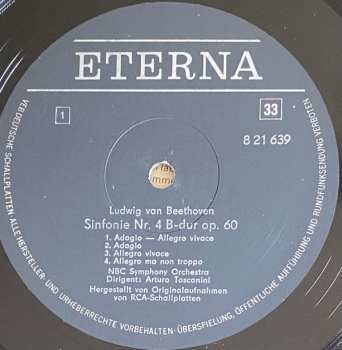 ETERNA
1
33
8 21 639
Ludwig van Beethoven
Sinfonie Nr. 4 B-dur op. 60
1. Adagio — Allegro vivace
2. Adagio
3. Allegro vivace
4. Allegro ma non troppo
NBC Symphony Orchestra
Dirigent: Arturo Toscanini
Hergestellt von Originalaufnahmen
von RCA-Schallplatten
VEB DEUTSCHE SCHALLPLATTEN · ALLE HERSTELLER- UND URHEBERRECHTE VORBEHALTEN · ÜBERSPIELUNG, ÖFFENTLICHE AUFFÜHRUNG UND RUNDFUNKSENDUNG VERBOTEN